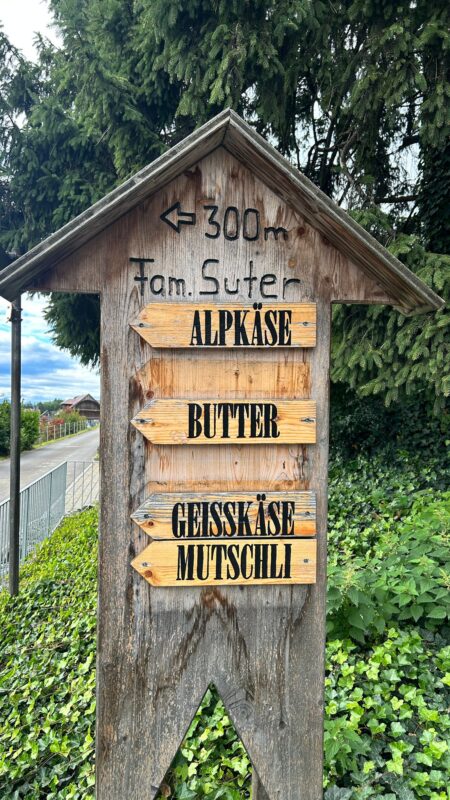 ← 300m
Fam. Suter
ALPKÄSE
BUTTER
GEISSKÄSE
MUTSCHLI